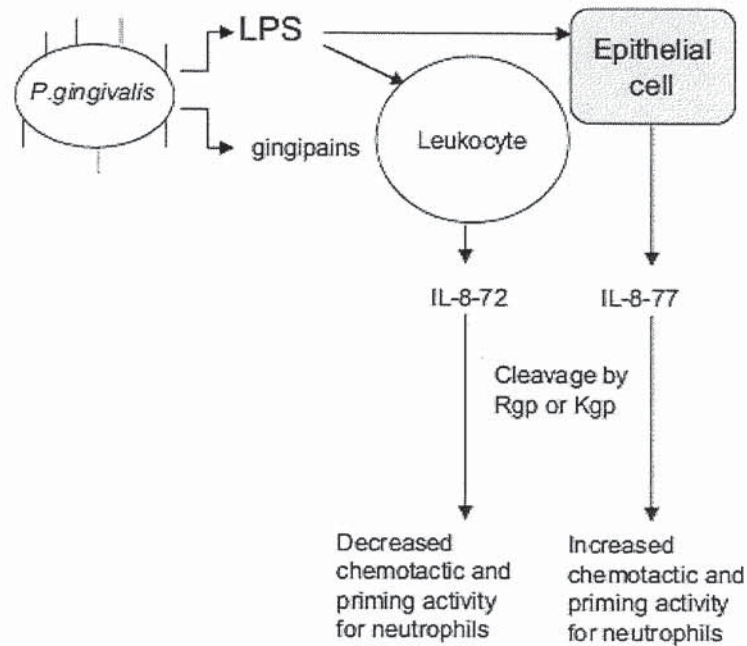 LPS
P.gingivalis
gingipains
Leukocyte
Epithelial
cell
IL-8-72
IL-8-77
Cleavage by
Rgp or Kgp
Decreased
chemotactic and
priming activity
for neutrophils
Increased
chemotactic and
priming activity
for neutrophils